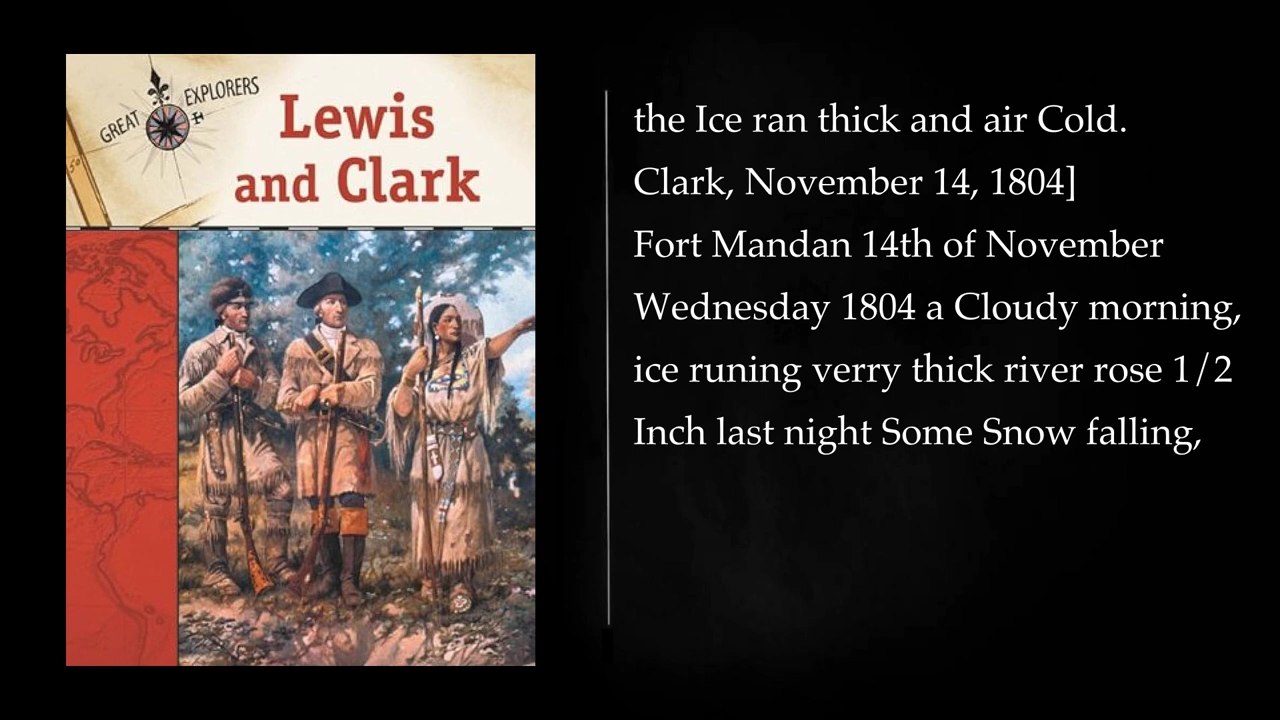 GREAT EXPLORERS
Lewis
and Clark
50
the Ice ran thick and air Cold.
Clark, November 14, 1804]
Fort Mandan 14th of November
Wednesday 1804 a Cloudy morning,
ice runing verry thick river rose 1/2
Inch last night Some Snow falling,